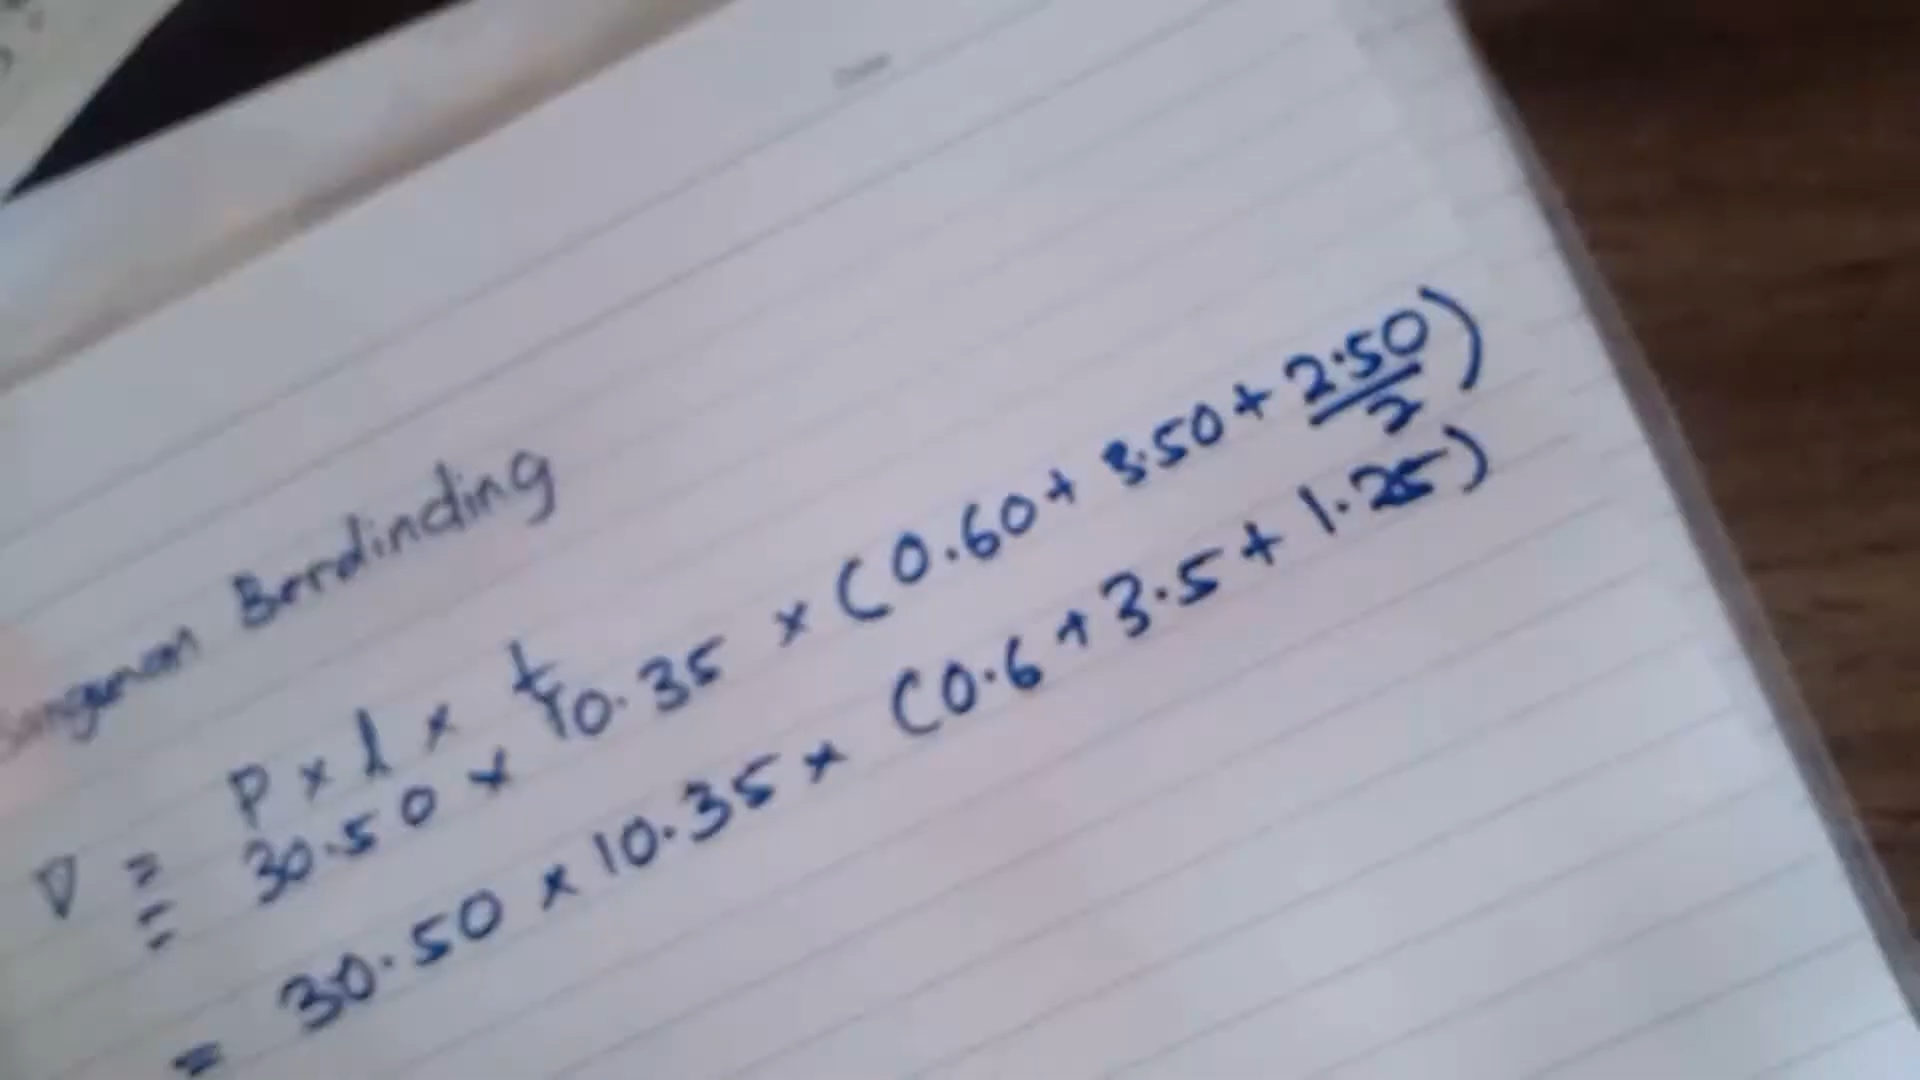 Date
Berdinding
V = P x l x t
= 30.50 x 10.35 x (0.60 + 3.50 + 2.50/2)
= 30.50 x 10.35 x (0.6 + 3.5 + 1.25)